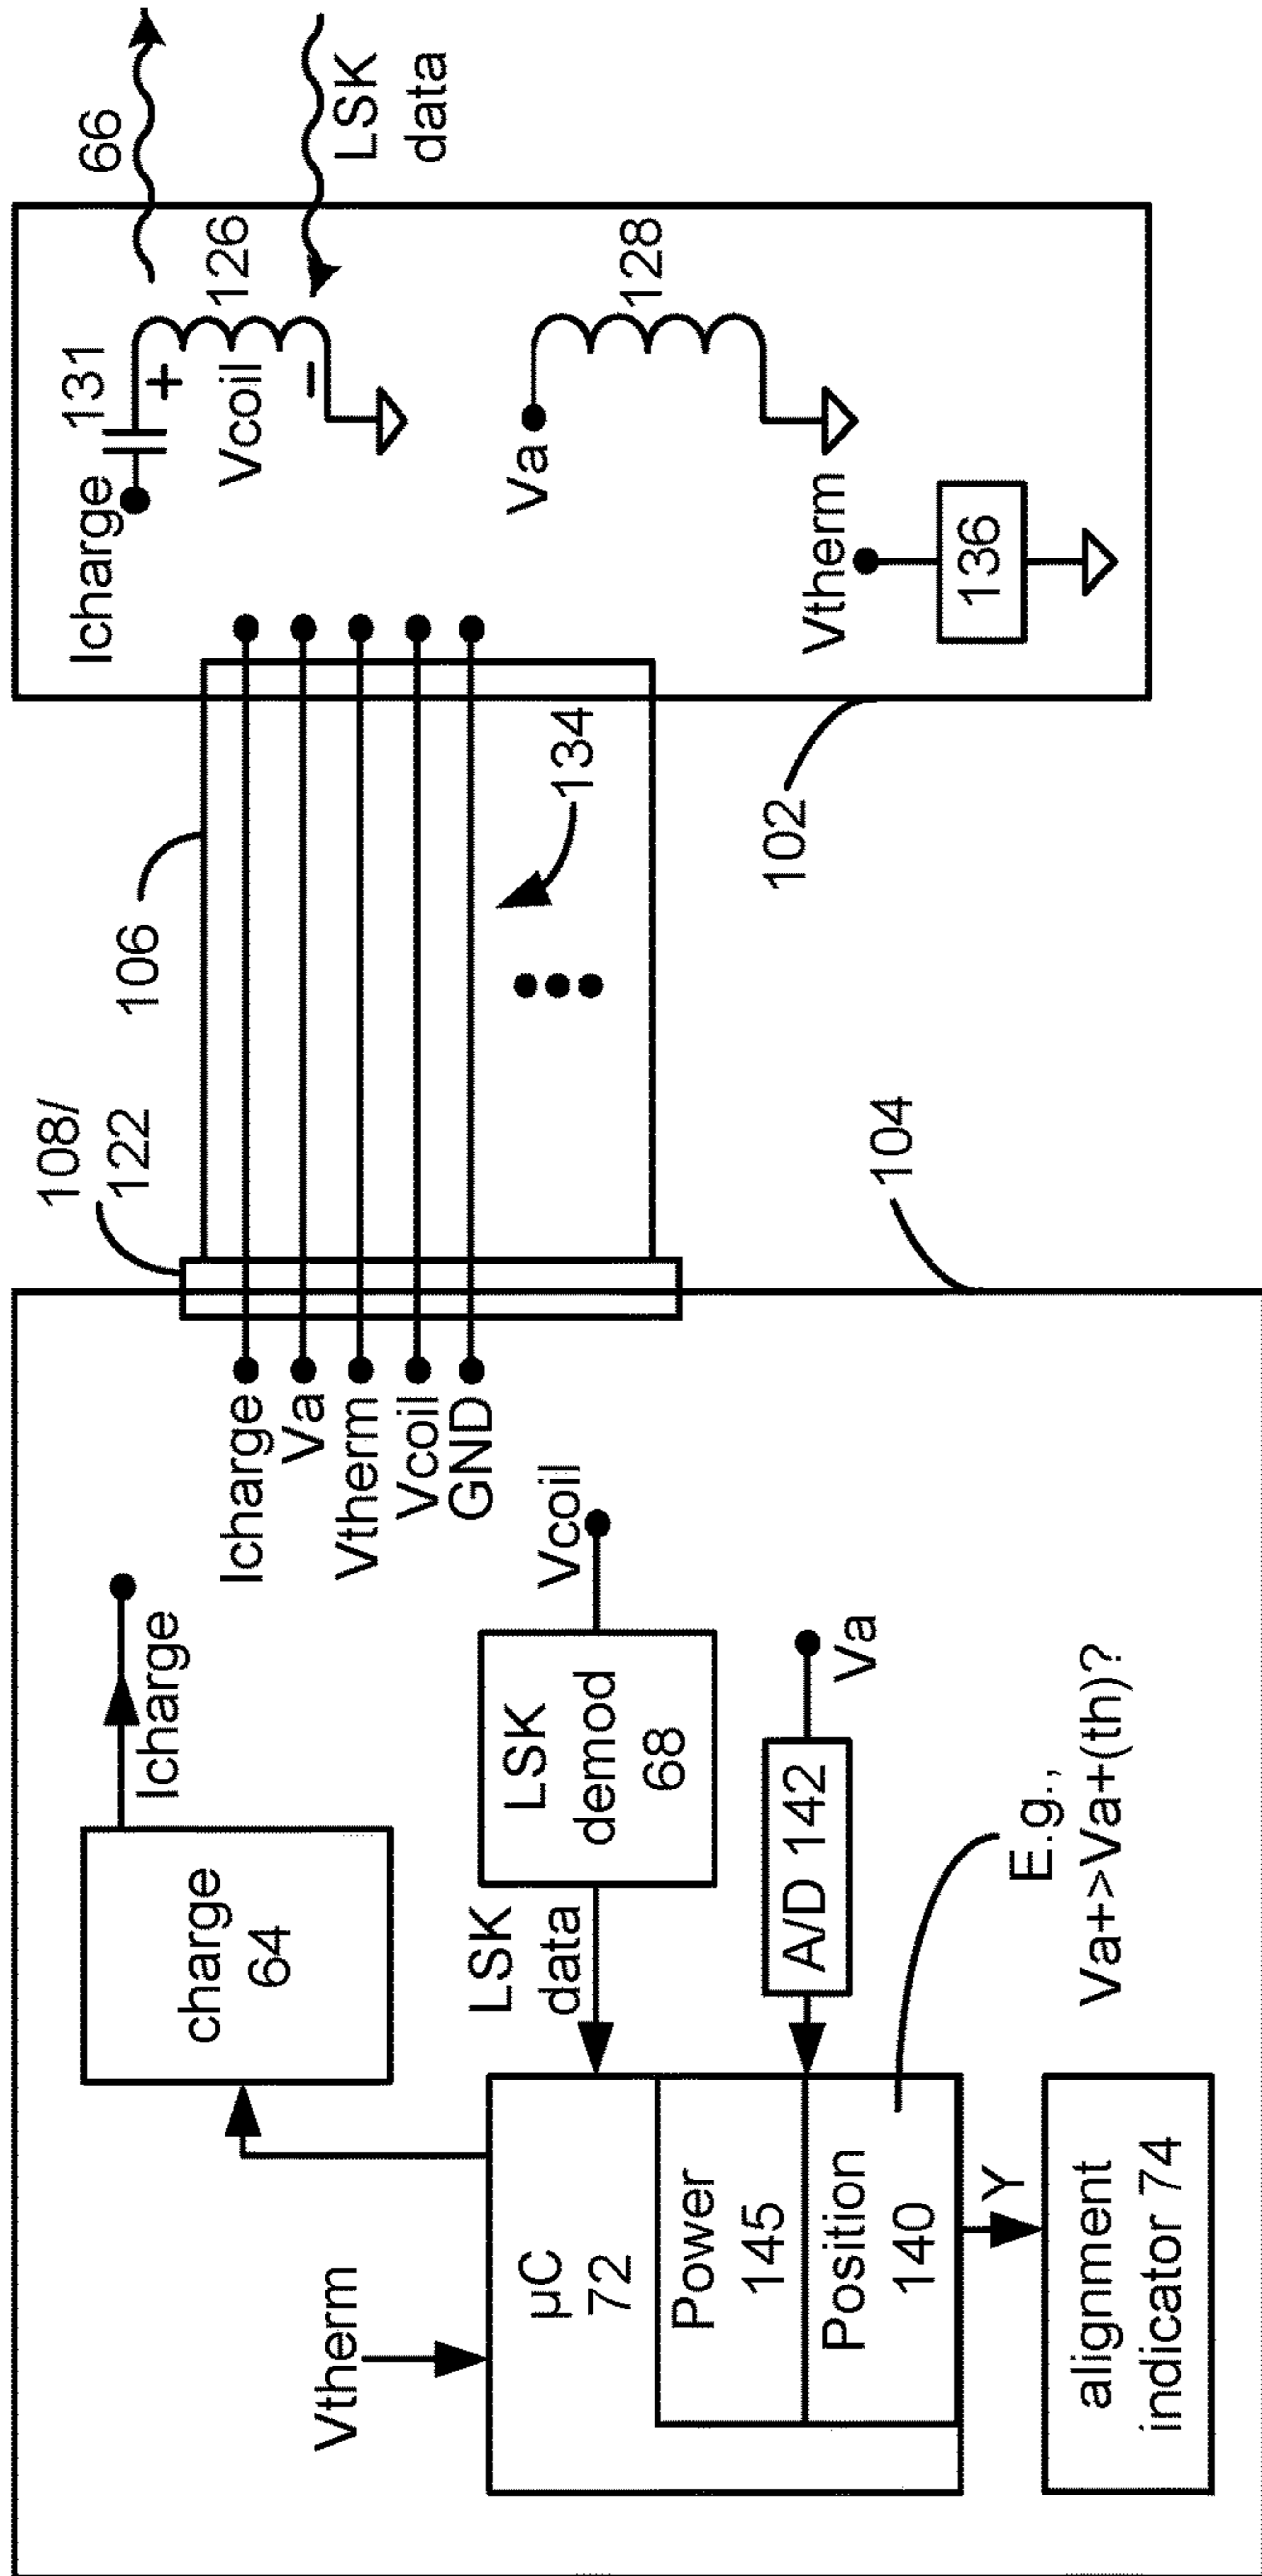 Vtherm
µC
72
Power
145
Position
140
Y
alignment
indicator 74
charge
64
Icharge
LSK
data
LSK
demod
68
Vcoil
A/D 142
Va
E.g.,
Va+>Va+(th)?
Icharge
Va
Vtherm
Vcoil
GND
104
108/
122
106
134
102
Icharge
131
+
Vcoil
–
126
66
LSK
data
Va
128
Vtherm
136